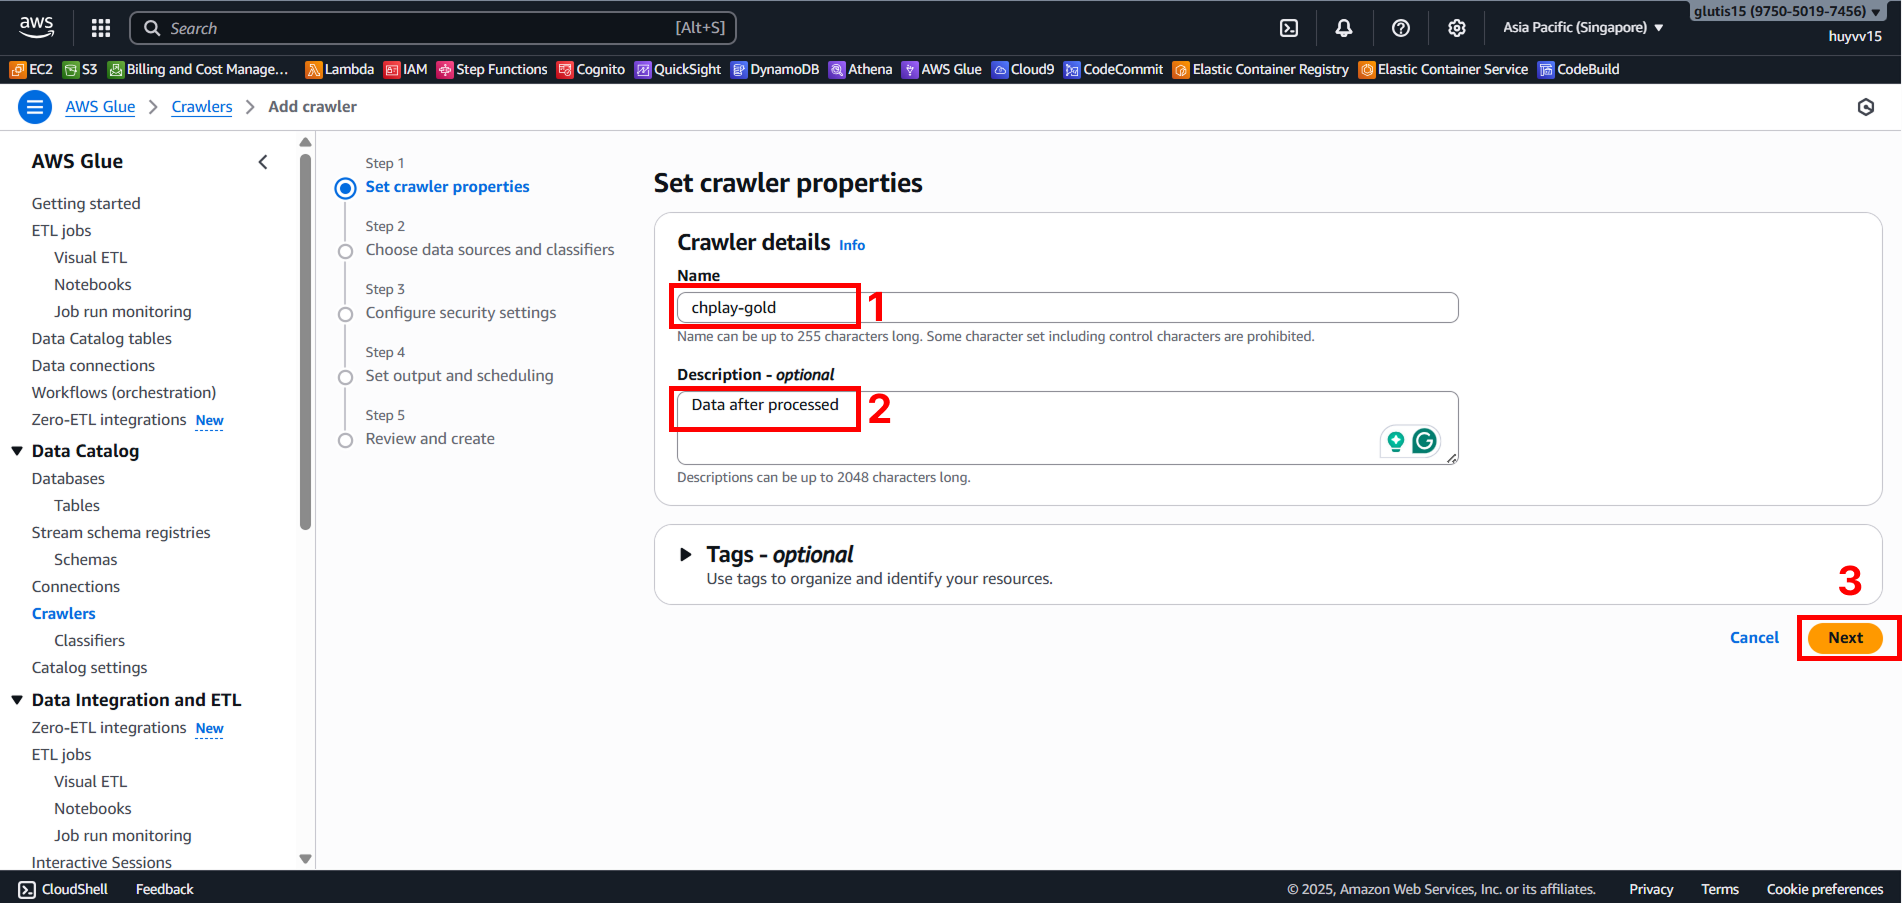 aws
Search
[Alt+S]
Asia Pacific (Singapore)
glutis15 (9750-5019-7456)
huyvv15
EC2
S3
Billing and Cost Manage...
Lambda
IAM
Step Functions
Cognito
QuickSight
DynamoDB
Athena
AWS Glue
Cloud9
CodeCommit
Elastic Container Registry
Elastic Container Service
CodeBuild
AWS Glue
Crawlers
Add crawler
AWS Glue
Getting started
ETL jobs
Visual ETL
Notebooks
Job run monitoring
Data Catalog tables
Data connections
Workflows (orchestration)
Zero-ETL integrations New
Data Catalog
Databases
Tables
Stream schema registries
Schemas
Connections
Crawlers
Classifiers
Catalog settings
Data Integration and ETL
Zero-ETL integrations New
ETL jobs
Visual ETL
Notebooks
Job run monitoring
Interactive Sessions
Step 1
Set crawler properties
Step 2
Choose data sources and classifiers
Step 3
Configure security settings
Step 4
Set output and scheduling
Step 5
Review and create
Set crawler properties
Crawler details Info
Name
chplay-gold
1
Name can be up to 255 characters long. Some character set including control characters are prohibited.
Description - optional
Data after processed
2
Descriptions can be up to 2048 characters long.
Tags - optional
Use tags to organize and identify your resources.
3
Cancel
Next
CloudShell
Feedback
© 2025, Amazon Web Services, Inc. or its affiliates.
Privacy
Terms
Cookie preferences